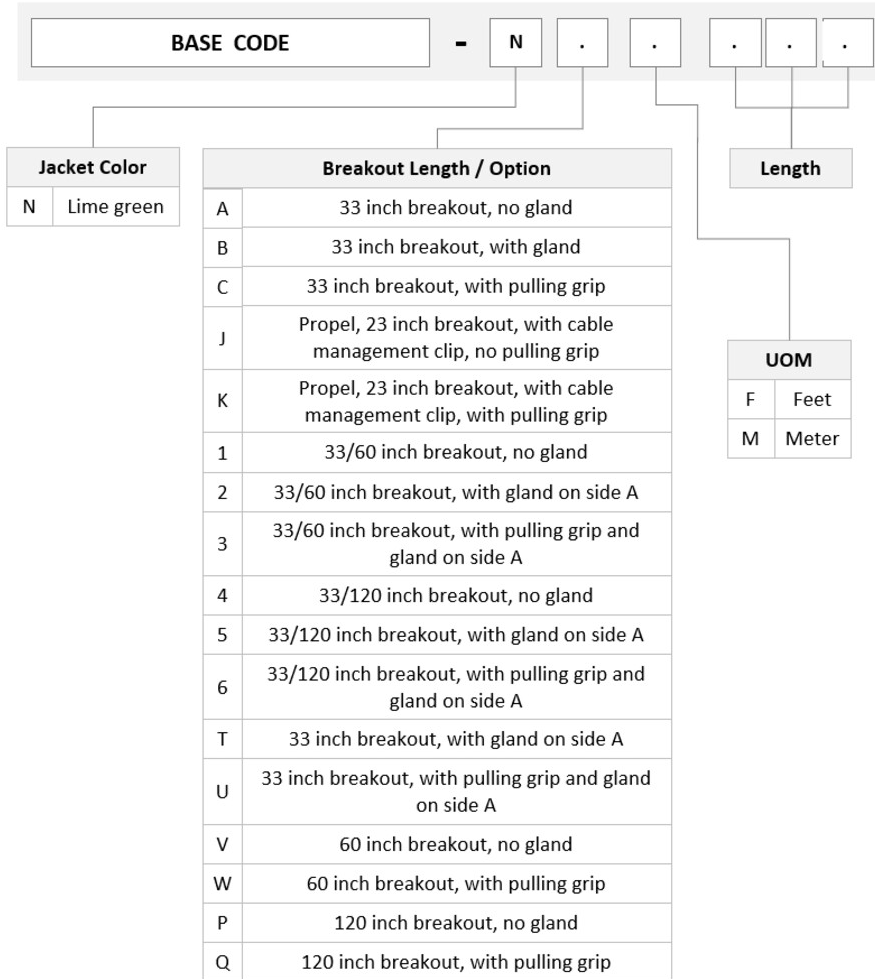 BASE CODE - N . . . . .
Jacket Color
N Lime green
Breakout Length / Option
A 33 inch breakout, no gland
B 33 inch breakout, with gland
C 33 inch breakout, with pulling grip
J Propel, 23 inch breakout, with cable
management clip, no pulling grip
K Propel, 23 inch breakout, with cable
management clip, with pulling grip
1 33/60 inch breakout, no gland
2 33/60 inch breakout, with gland on side A
3 33/60 inch breakout, with pulling grip and
gland on side A
4 33/120 inch breakout, no gland
5 33/120 inch breakout, with gland on side A
6 33/120 inch breakout, with pulling grip and
gland on side A
T 33 inch breakout, with gland on side A
U 33 inch breakout, with pulling grip and gland
on side A
V 60 inch breakout, no gland
W 60 inch breakout, with pulling grip
P 120 inch breakout, no gland
Q 120 inch breakout, with pulling grip
Length
UOM
F Feet
M Meter